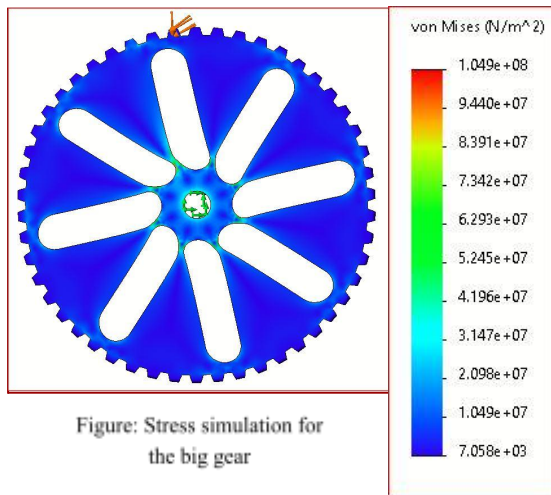 von Mises (N/m^2)
1.049e+08
9.440e+07
8.391e+07
7.342e+07
6.293e+07
5.245e+07
4.196e+07
3.147e+07
2.098e+07
1.049e+07
7.058e+03
Figure: Stress simulation for
the big gear